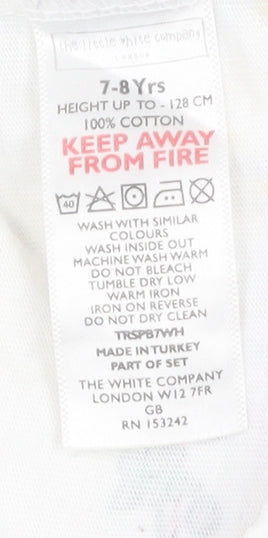 the little white company
LONDON
7-8Yrs
HEIGHT UP TO - 128 CM
100% COTTON
KEEP AWAY
FROM FIRE
40
WASH WITH SIMILAR
COLOURS
WASH INSIDE OUT
MACHINE WASH WARM
DO NOT BLEACH
TUMBLE DRY LOW
WARM IRON
IRON ON REVERSE
DO NOT DRY CLEAN
TRSPB7WH
MADE IN TURKEY
PART OF SET
THE WHITE COMPANY
LONDON W12 7FR
GB
RN 153242